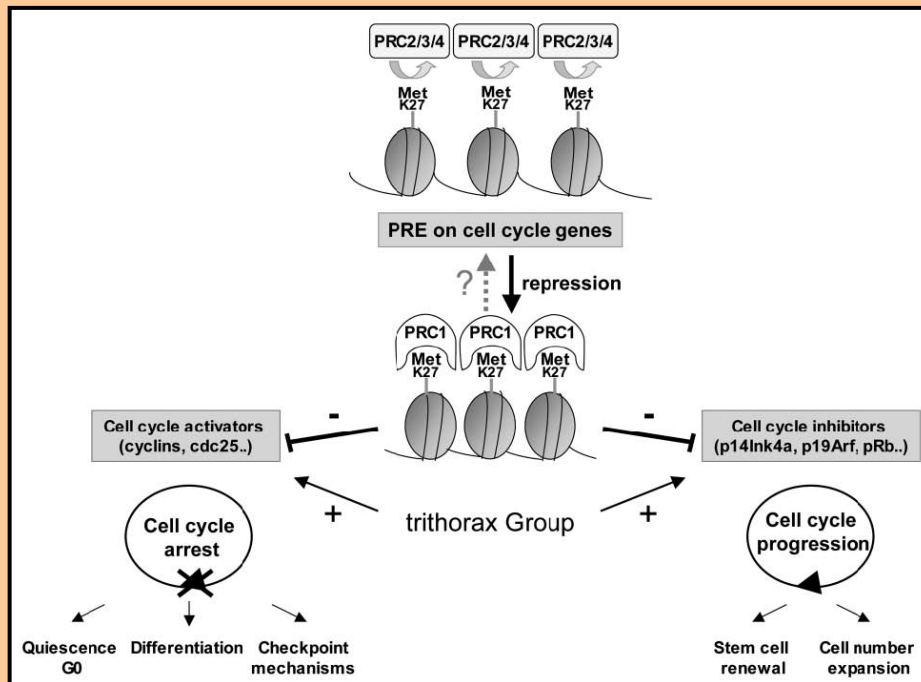 PRC2/3/4 PRC2/3/4 PRC2/3/4
Met Met Met
K27 K27 K27
PRE on cell cycle genes
? repression
PRC1 PRC1 PRC1
Met Met Met
K27 K27 K27
- -
Cell cycle activators
(cyclins, cdc25..)
Cell cycle inhibitors
(p14Ink4a, p19Arf, pRb..)
+ trithorax Group +
Cell cycle
arrest
Cell cycle
progression
Quiescence
G0
Differentiation
Checkpoint
mechanisms
Stem cell
renewal
Cell number
expansion